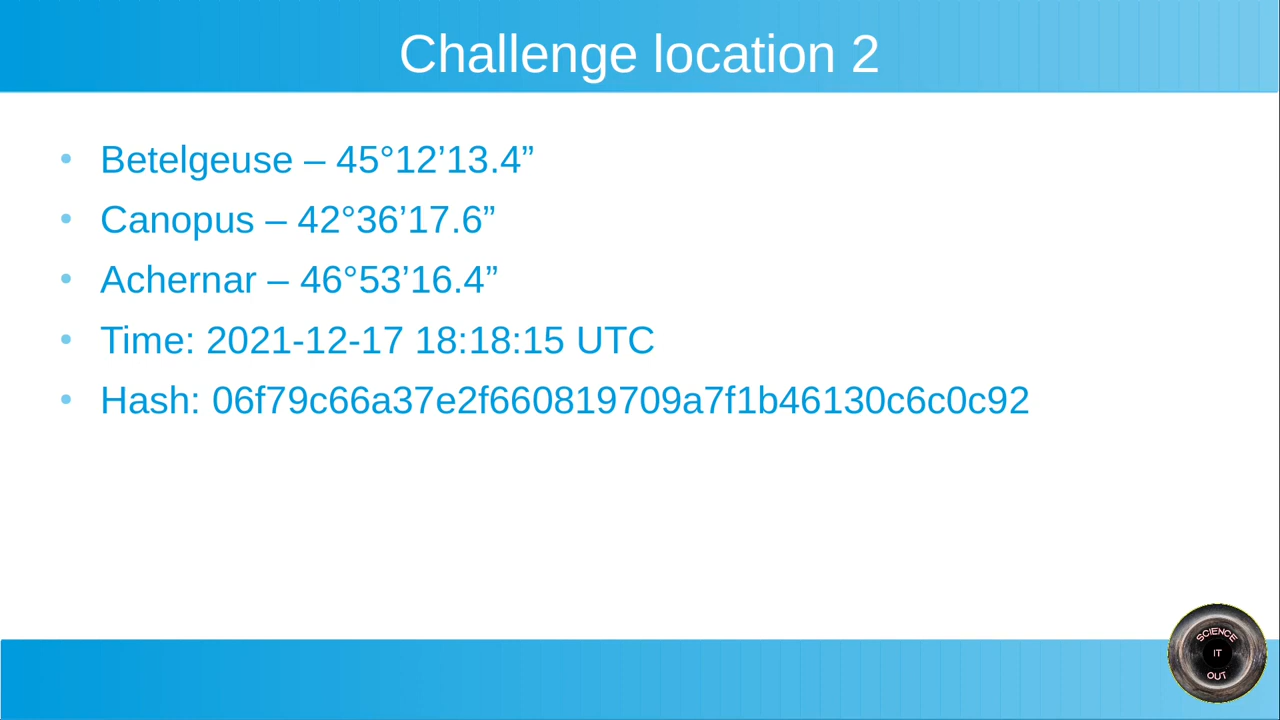 Challenge location 2
• Betelgeuse – 45°12’13.4”
• Canopus – 42°36’17.6”
• Achernar – 46°53’16.4”
• Time: 2021-12-17 18:18:15 UTC
• Hash: 06f79c66a37e2f660819709a7f1b46130c6c0c92
SCIENCE
IT
OUT